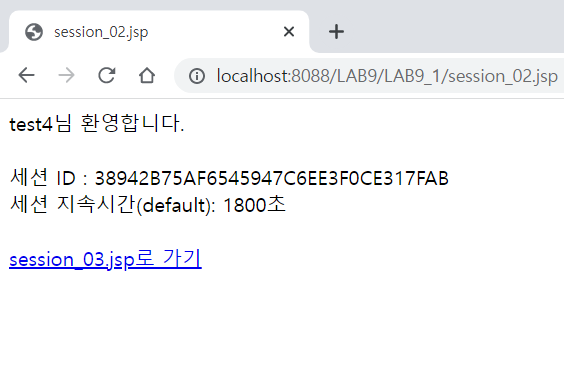 session_02.jsp
localhost:8088/LAB9/LAB9_1/session_02.jsp
test4님 환영합니다.
세션 ID : 38942B75AF6545947C6EE3F0CE317FAB
세션 지속시간(default): 1800초
session_03.jsp로 가기